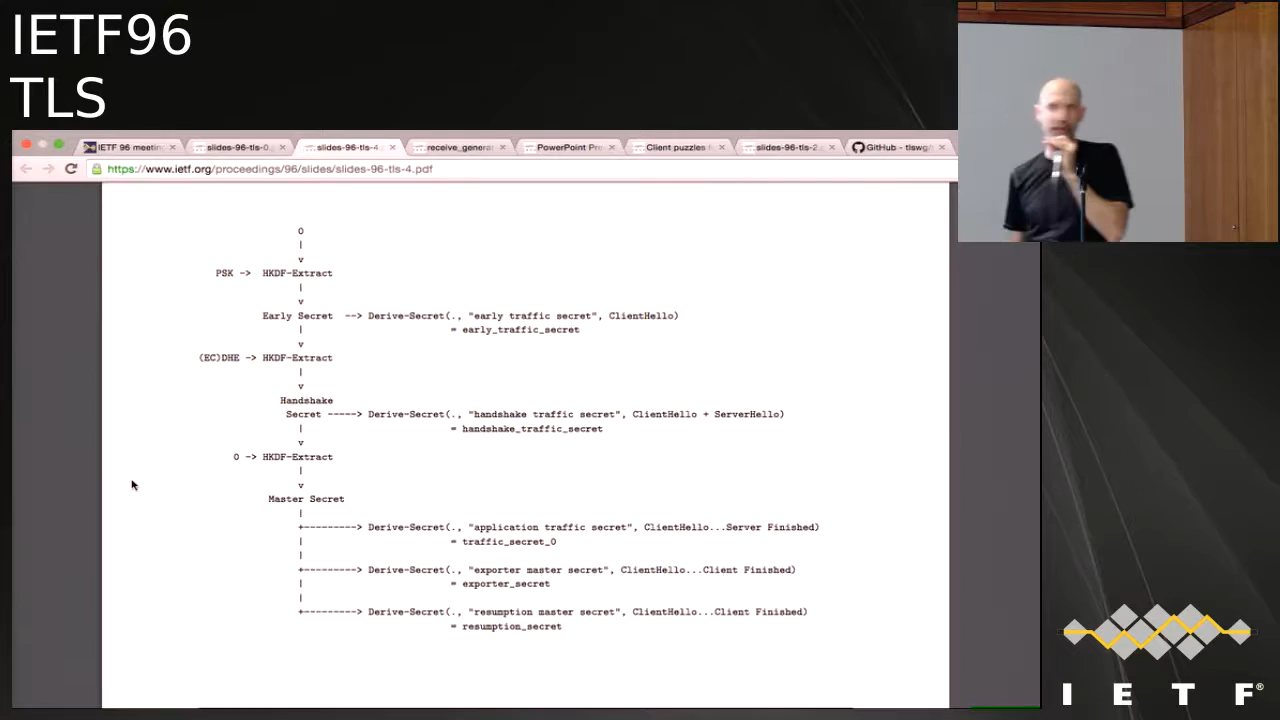 IETF96
TLS
IETF 96 meetin
slides-96-tls-0
slides-96-tls-4
receive_genera
PowerPoint Pre
Client puzzles f
slides-96-tls-2
GitHub - tlswg/
https://www.ietf.org/proceedings/96/slides/slides-96-tls-4.pdf
0
|
v
PSK -> HKDF-Extract
|
v
Early Secret --> Derive-Secret(., "early traffic secret", ClientHello)
| = early_traffic_secret
v
(EC)DHE -> HKDF-Extract
|
v
Handshake
Secret -----> Derive-Secret(., "handshake traffic secret", ClientHello + ServerHello)
| = handshake_traffic_secret
v
0 -> HKDF-Extract
|
v
Master Secret
|
+---------> Derive-Secret(., "application traffic secret", ClientHello...Server Finished)
| = traffic_secret_0
|
+---------> Derive-Secret(., "exporter master secret", ClientHello...Client Finished)
| = exporter_secret
|
+---------> Derive-Secret(., "resumption master secret", ClientHello...Client Finished)
= resumption_secret
I E T F®